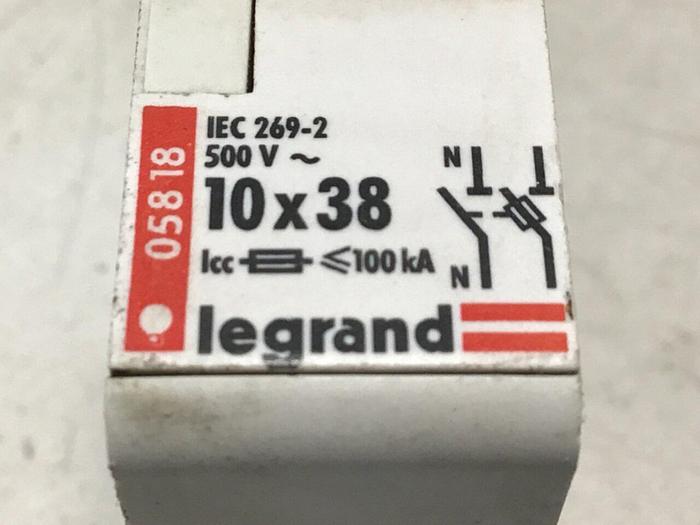 05818
IEC 269-2
500 V ~
10 x 38
Icc ⩽ 100 kA
N
N
legrand